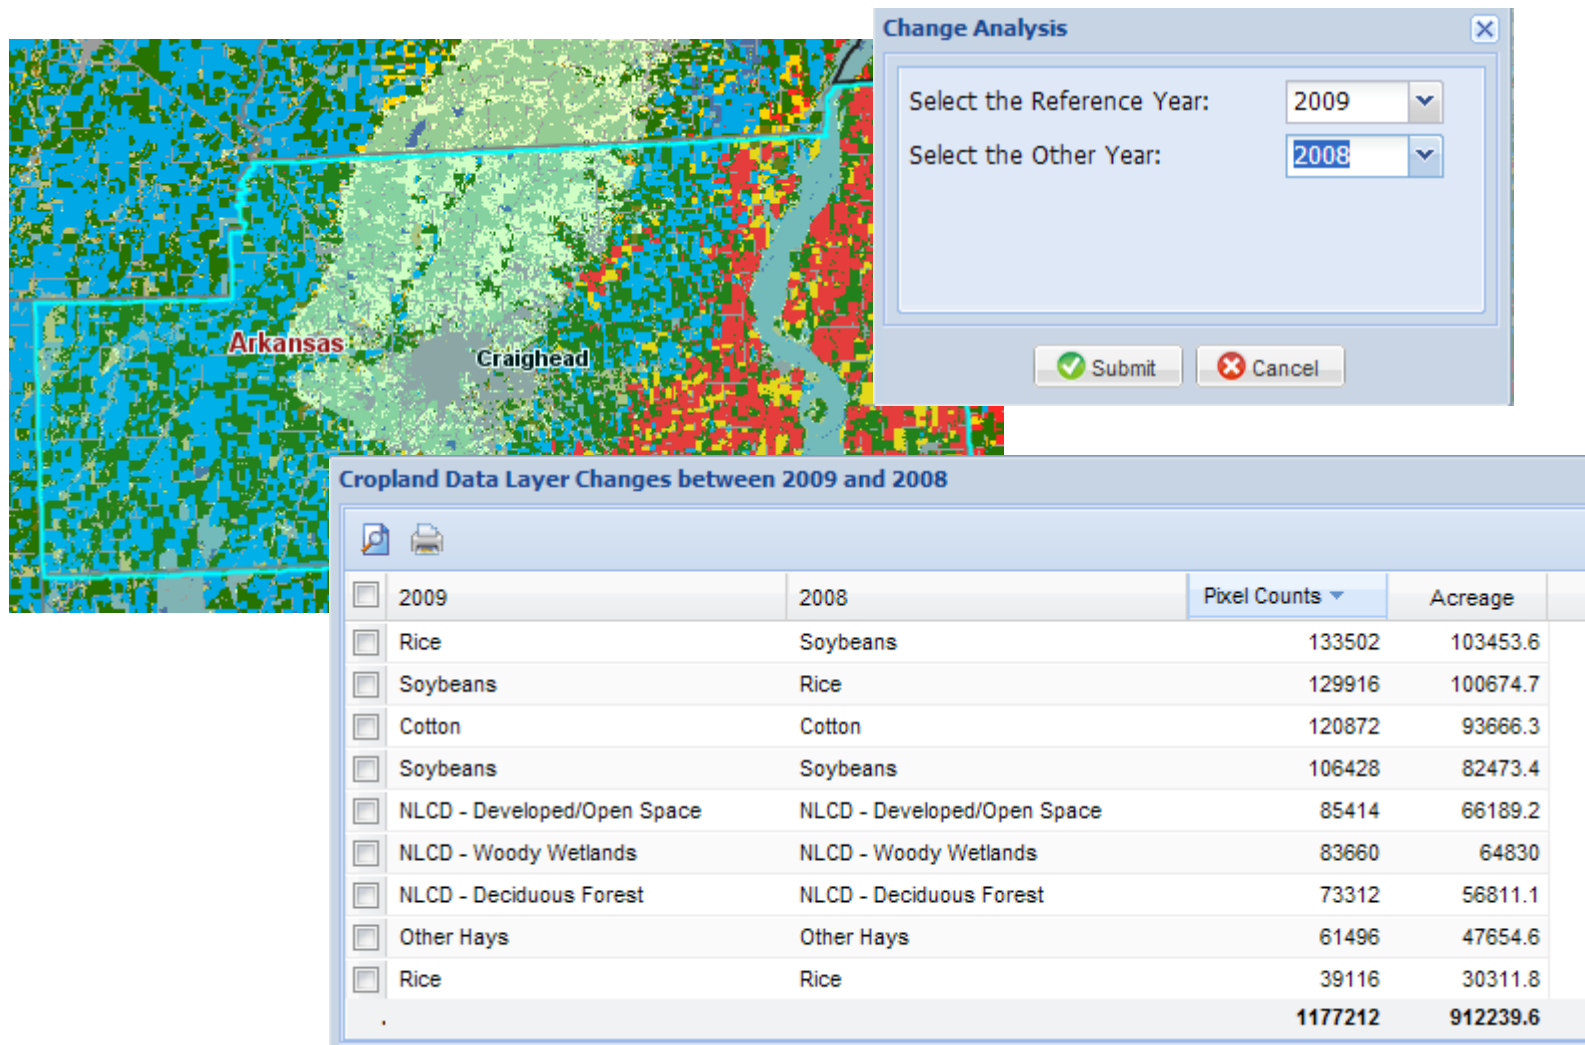 Change Analysis
Select the Reference Year: 2009
Select the Other Year: 2008
Submit Cancel
Arkansas
Craighead
Cropland Data Layer Changes between 2009 and 2008
2009 2008 Pixel Counts Acreage
Rice Soybeans 133502 103453.6
Soybeans Rice 129916 100674.7
Cotton Cotton 120872 93666.3
Soybeans Soybeans 106428 82473.4
NLCD - Developed/Open Space NLCD - Developed/Open Space 85414 66189.2
NLCD - Woody Wetlands NLCD - Woody Wetlands 83660 64830
NLCD - Deciduous Forest NLCD - Deciduous Forest 73312 56811.1
Other Hays Other Hays 61496 47654.6
Rice Rice 39116 30311.8
. 1177212 912239.6